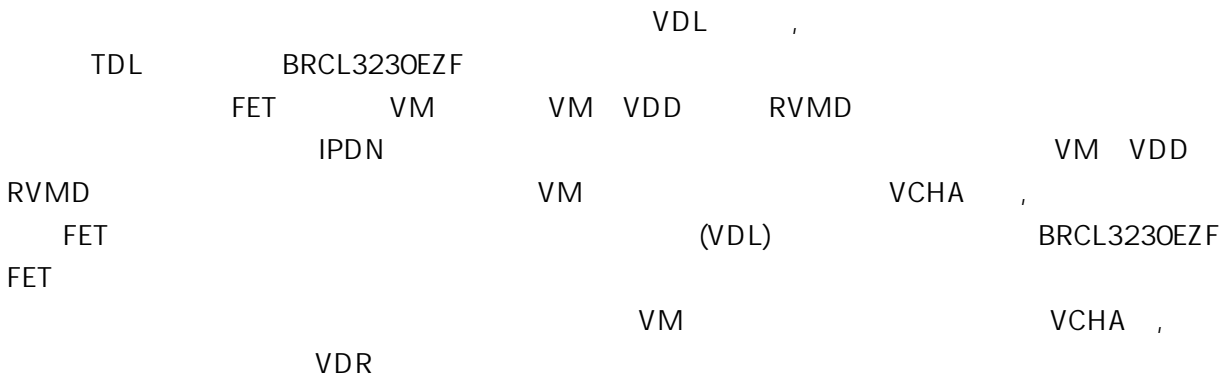 VDL ,
TDL BRCL3230EZF
FET VM VM VDD RVMD
IPDN VM VDD
RVMD VM VCHA ,
FET (VDL) BRCL3230EZF
FET
VM VCHA ,
VDR